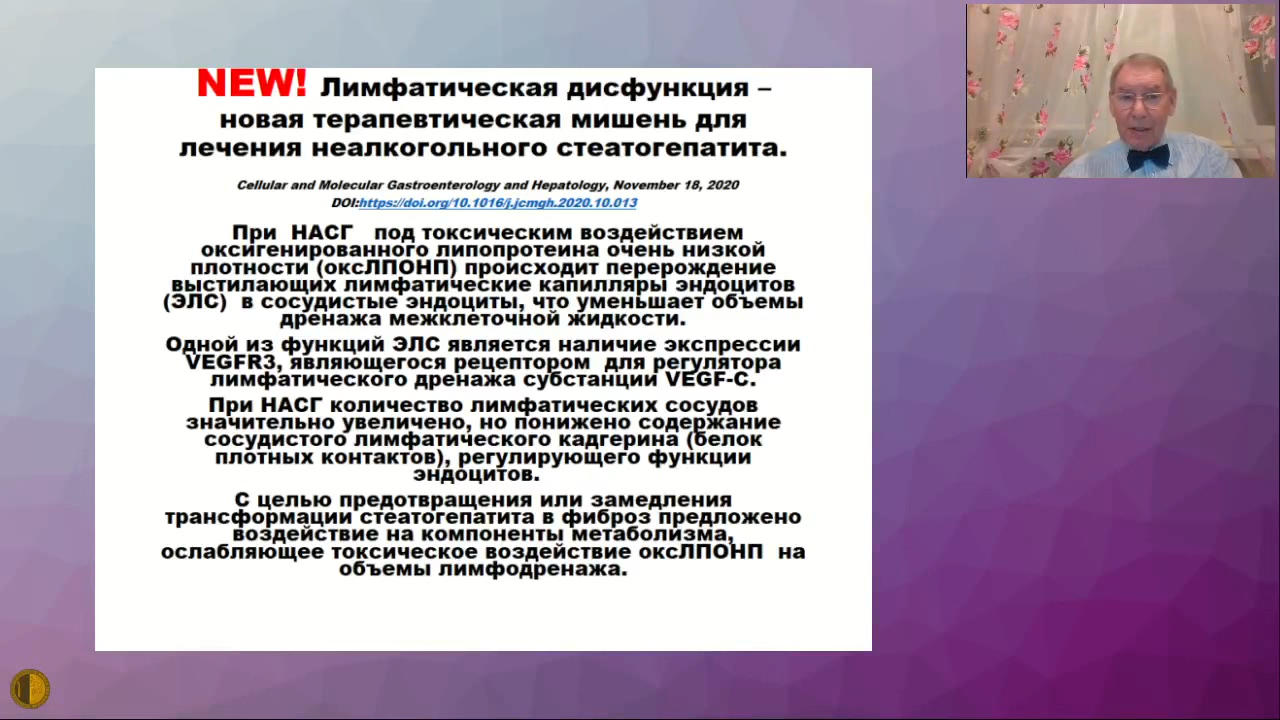 NEW! Лимфатическая дисфункция –
новая терапевтическая мишень для
лечения неалкогольного стеатогепатита.
Cellular and Molecular Gastroenterology and Hepatology, November 18, 2020
DOI:https://doi.org/10.1016/j.jcmgh.2020.10.013
При НАСГ под токсическим воздействием
оксигенированного липопротеина очень низкой
плотности (оксЛПОНП) происходит перерождение
выстилающих лимфатические капилляры эндоцитов
(ЭЛС) в сосудистые эндоциты, что уменьшает объемы
дренажа межклеточной жидкости.
Одной из функций ЭЛС является наличие экспрессии
VEGFR3, являющегося рецептором для регулятора
лимфатического дренажа субстанции VEGF-C.
При НАСГ количество лимфатических сосудов
значительно увеличено, но понижено содержание
сосудистого лимфатического кадгерина (белок
плотных контактов), регулирующего функции
эндоцитов.
С целью предотвращения или замедления
трансформации стеатогепатита в фиброз предложено
воздействие на компоненты метаболизма,
ослабляющее токсическое воздействие оксЛПОНП на
объемы лимфодренажа.